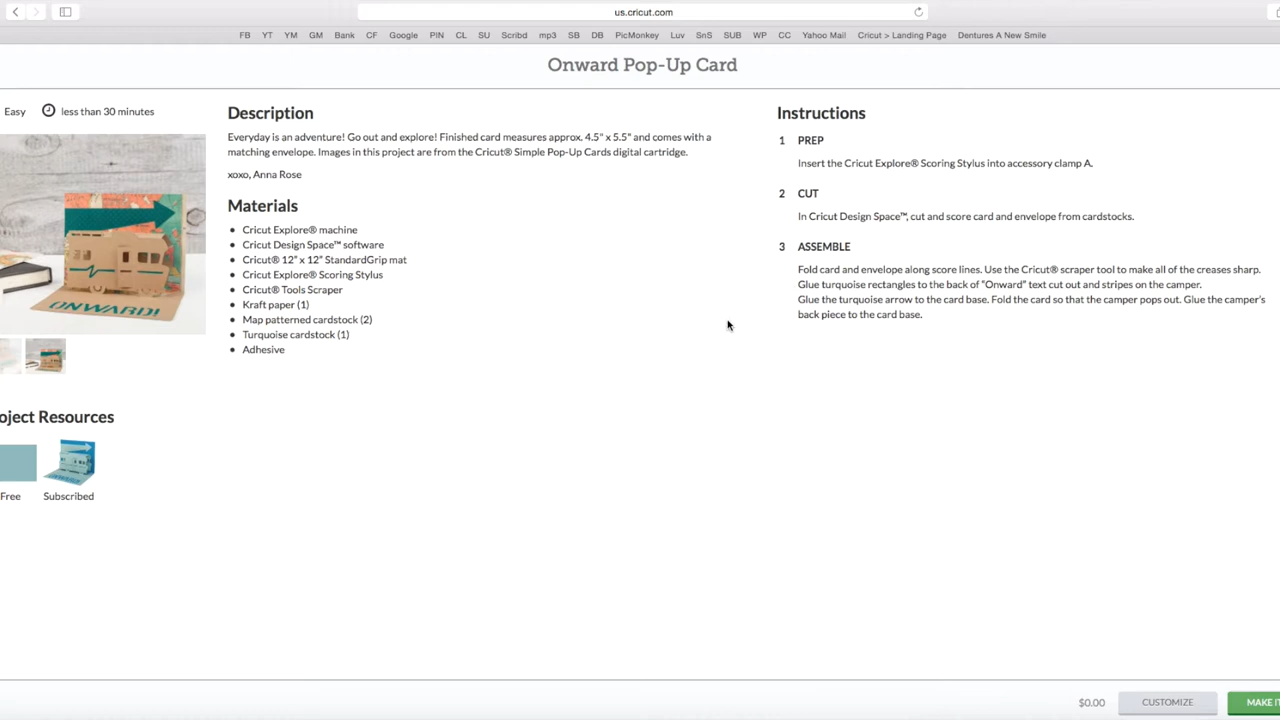 us.cricut.com
FB YT YM GM Bank CF Google PIN CL SU Scribd mp3 SB DB PicMonkey Luv SnS SUB WP CC Yahoo Mail Cricut > Landing Page Dentures A New Smile
Onward Pop-Up Card
Easy less than 30 minutes
ONWARD!
oject Resources
Free Subscribed
Description
Everyday is an adventure! Go out and explore! Finished card measures approx. 4.5" x 5.5" and comes with a
matching envelope. Images in this project are from the Cricut® Simple Pop-Up Cards digital cartridge.
xoxo, Anna Rose
Materials
• Cricut Explore® machine
• Cricut Design Space™ software
• Cricut® 12" x 12" StandardGrip mat
• Cricut Explore® Scoring Stylus
• Cricut® Tools Scraper
• Kraft paper (1)
• Map patterned cardstock (2)
• Turquoise cardstock (1)
• Adhesive
Instructions
1 PREP
Insert the Cricut Explore® Scoring Stylus into accessory clamp A.
2 CUT
In Cricut Design Space™, cut and score card and envelope from cardstocks.
3 ASSEMBLE
Fold card and envelope along score lines. Use the Cricut® scraper tool to make all of the creases sharp.
Glue turquoise rectangles to the back of "Onward" text cut out and stripes on the camper.
Glue the turquoise arrow to the card base. Fold the card so that the camper pops out. Glue the camper's
back piece to the card base.
$0.00 CUSTOMIZE MAKE I